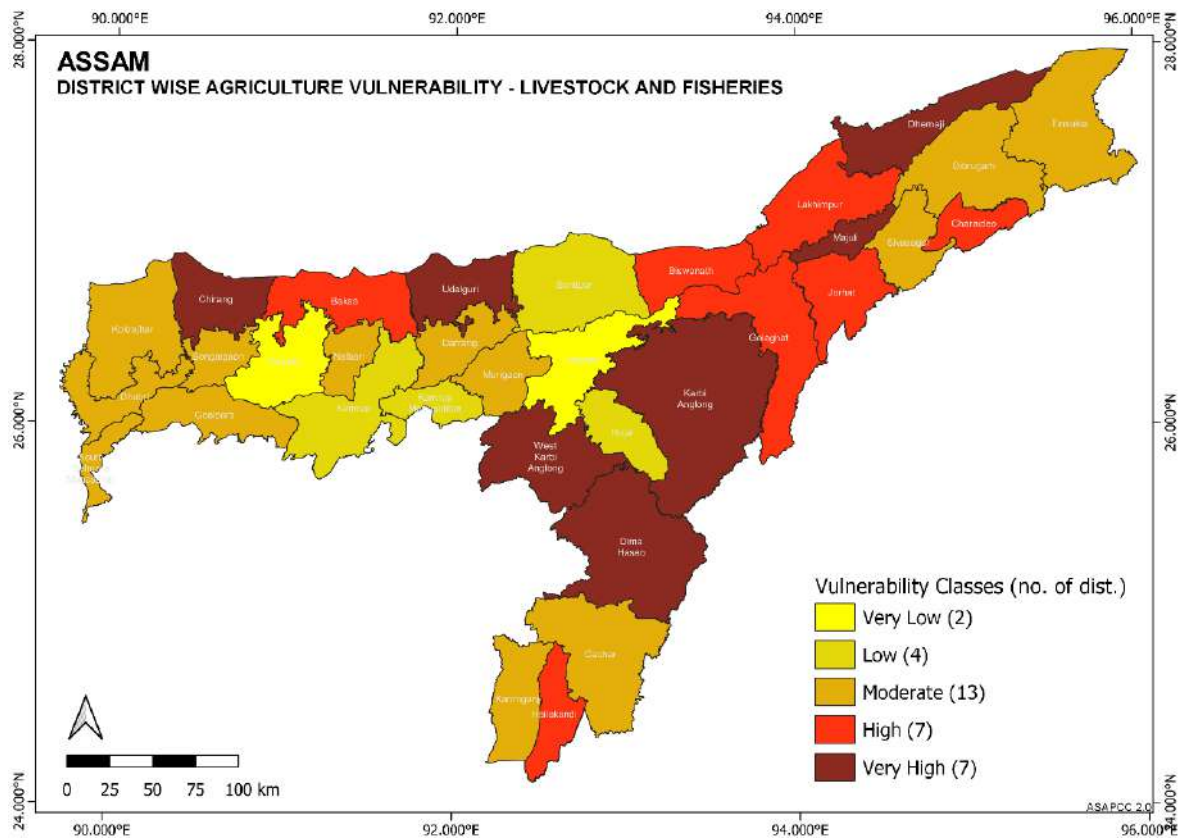 90.000°E 92.000°E 94.000°E 96.000°E
28.000°N 28.000°N
ASSAM
DISTRICT WISE AGRICULTURE VULNERABILITY - LIVESTOCK AND FISHERIES
Dhemaji
Tinsukia
Dibrugarh
Lakhimpur
Charaideo
Majuli
Sivasagar
Biswanath
Udalguri
Chirang
Baksa
Sonitpur
Jorhat
Kokrajhar
Golaghat
Darrang
Bongaigaon
Nalbari
Morigaon
Karbi
Anglong
Dhubri
Kamrup
Kamrup
Metropolitan
Goalpara
26.000°N 26.000°N
Hojai
West
Karbi
Anglong
South
Dima
Hasao
Cachar
Karimganj
Hailakandi
Vulnerability Classes (no. of dist.)
Very Low (2)
Low (4)
Moderate (13)
High (7)
Very High (7)
0 25 50 75 100 km
ASAPCC 2.0
24.000°N 24.000°N
90.000°E 92.000°E 94.000°E 96.000°E